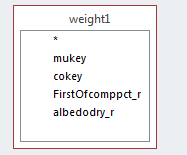 weight1
*
mukey
cokey
FirstOfcomppct_r
albedodry_r